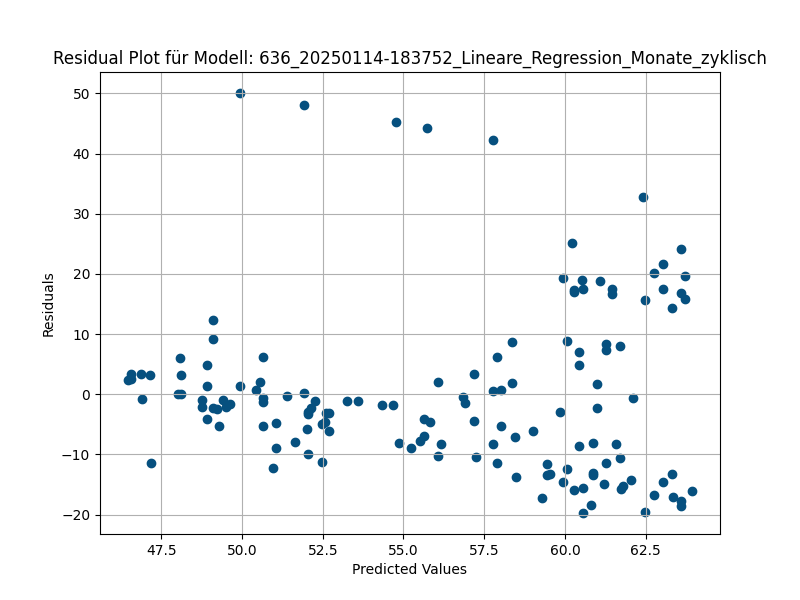 Residual Plot für Modell: 636_20250114-183752_Lineare_Regression_Monate_zyklisch
50
40
30
20
10
0
−10
−20
Residuals
47.5 50.0 52.5 55.0 57.5 60.0 62.5
Predicted Values